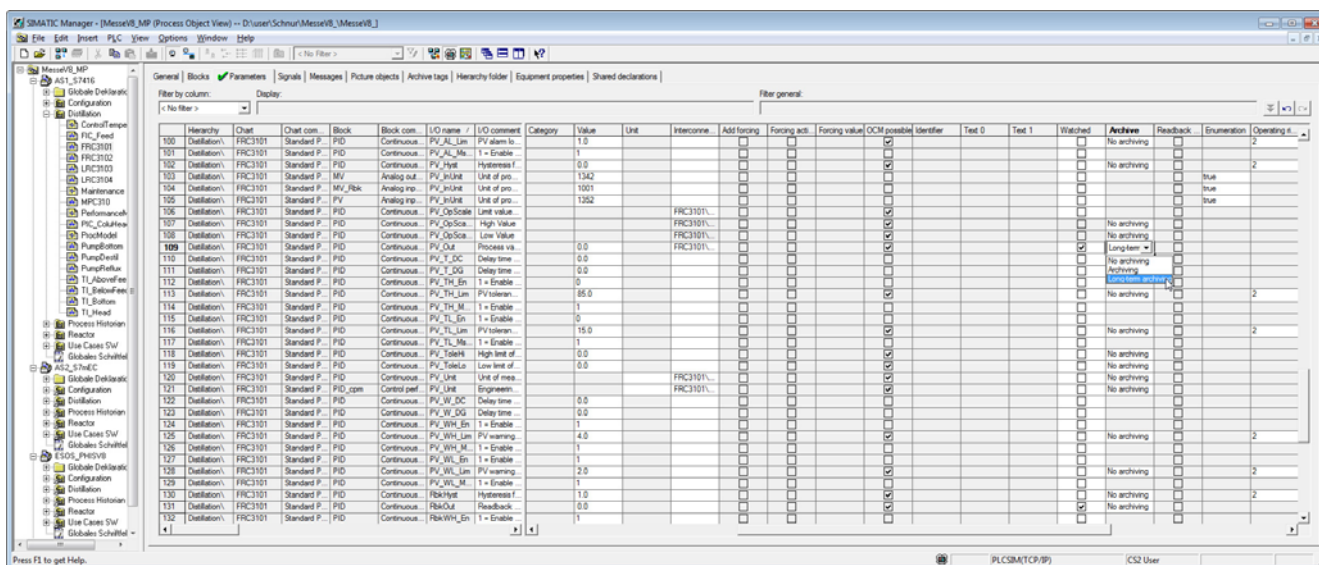 SIMATIC Manager - [MesseV8_MP (Process Object View) -- D:\user\Schnur\MesseV8_\MesseV8_]
File Edit Insert PLC View Options Window Help
< No Filter >
MesseV8_MP
AS1_S7416
Globale Deklaratic
Configuration
Distillation
ControlTempe
FIC_Feed
FRC3101
FRC3102
LRC3103
LRC3104
Maintenance
MPC310
PerformanceM
PIC_ColuHea
ProcModel
PumpBottom
PumpDestil
PumpReflux
TI_AboveFee
TI_BelowFeec
TI_Bottom
TI_Head
Process Historian
Reactor
Use Cases SW
Globales Schriftfel
AS2_S7mEC
Globale Deklaratic
Configuration
Distillation
Process Historian
Reactor
Use Cases SW
Globales Schriftfel
ESOS_PHISV8
Globale Deklaratic
Configuration
Distillation
Process Historian
Reactor
Use Cases SW
Globales Schriftfel
General Blocks Parameters Signals Messages Picture objects Archive tags Hierarchy folder Equipment properties Shared declarations
Filter by column: Display: Filter general:
< No filter >
Hierarchy Chart Chart com... Block Block com... I/O name / I/O comment Category Value Unit Interconne... Add forcing Forcing acti... Forcing value OCM possible Identifier Text 0 Text 1 Watched Archive Readback ... Enumeration Operating ri...
100 Distillation\ FRC3101 Standard P... PID Continuous... PV_AL_Lim PV alarm lo... 1.0 No archiving 2
101 Distillation\ FRC3101 Standard P... PID Continuous... PV_AL_Ms... 1 = Enable ... 1
102 Distillation\ FRC3101 Standard P... PID Continuous... PV_Hyst Hysteresis f... 0.0 No archiving 2
103 Distillation\ FRC3101 Standard P... MV Analog out... PV_InUnit Unit of pro... 1342 true
104 Distillation\ FRC3101 Standard P... MV_Rbk Analog inp... PV_InUnit Unit of pro... 1001 true
105 Distillation\ FRC3101 Standard P... PV Analog inp... PV_InUnit Unit of pro... 1352 true
106 Distillation\ FRC3101 Standard P... PID Continuous... PV_OpScale Limit value... FRC3101\...
107 Distillation\ FRC3101 Standard P... PID Continuous... PV_OpSca... High Value FRC3101\... No archiving
108 Distillation\ FRC3101 Standard P... PID Continuous... PV_OpSca... Low Value FRC3101\... No archiving
109 Distillation\ FRC3101 Standard P... PID Continuous... PV_Out Process va... 0.0 FRC3101\... Long-term
110 Distillation\ FRC3101 Standard P... PID Continuous... PV_T_DC Delay time ... 0.0 No archiving
111 Distillation\ FRC3101 Standard P... PID Continuous... PV_T_DG Delay time ... 0.0 Archiving
112 Distillation\ FRC3101 Standard P... PID Continuous... PV_TH_En 1 = Enable ... 0 Long-term archiving
113 Distillation\ FRC3101 Standard P... PID Continuous... PV_TH_Lim PV toleran... 85.0 No archiving 2
114 Distillation\ FRC3101 Standard P... PID Continuous... PV_TH_M... 1 = Enable ... 1
115 Distillation\ FRC3101 Standard P... PID Continuous... PV_TL_En 1 = Enable ... 0
116 Distillation\ FRC3101 Standard P... PID Continuous... PV_TL_Lim PV toleran... 15.0 No archiving 2
117 Distillation\ FRC3101 Standard P... PID Continuous... PV_TL_Ms... 1 = Enable ... 1
118 Distillation\ FRC3101 Standard P... PID Continuous... PV_ToleHi High limit of... 0.0 No archiving
119 Distillation\ FRC3101 Standard P... PID Continuous... PV_ToleLo Low limit of... 0.0 No archiving
120 Distillation\ FRC3101 Standard P... PID Continuous... PV_Unit Unit of mea... FRC3101\...
121 Distillation\ FRC3101 Standard P... PID_cpm Control perf... PV_Unit Engineerin... FRC3101\... No archiving
122 Distillation\ FRC3101 Standard P... PID Continuous... PV_W_DC Delay time ... 0.0
123 Distillation\ FRC3101 Standard P... PID Continuous... PV_W_DG Delay time ... 0.0
124 Distillation\ FRC3101 Standard P... PID Continuous... PV_WH_En 1 = Enable ... 1
125 Distillation\ FRC3101 Standard P... PID Continuous... PV_WH_Lim PV warning... 4.0 No archiving 2
126 Distillation\ FRC3101 Standard P... PID Continuous... PV_WH_M... 1 = Enable ... 1
127 Distillation\ FRC3101 Standard P... PID Continuous... PV_WL_En 1 = Enable ... 1
128 Distillation\ FRC3101 Standard P... PID Continuous... PV_WL_Lim PV warning... 2.0 No archiving 2
129 Distillation\ FRC3101 Standard P... PID Continuous... PV_WL_M... 1 = Enable ... 1
130 Distillation\ FRC3101 Standard P... PID Continuous... RbkHyst Hysteresis f... 1.0 No archiving 2
131 Distillation\ FRC3101 Standard P... PID Continuous... RbkOut Readback ... 0.0 No archiving
132 Distillation\ FRC3101 Standard P... PID Continuous... RbkWH_En 1 = Enable ... 1
Press F1 to get Help. PLCSIM(TCP/IP) CS2 User